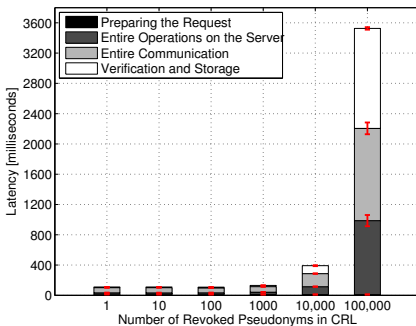 3600
3200
2800
2400
2000
1600
1200
800
400
0
Latency [milliseconds]
Preparing the Request
Entire Operations on the Server
Entire Communication
Verification and Storage
1 10 100 1000 10,000 100,000
Number of Revoked Pseudonyms in CRL